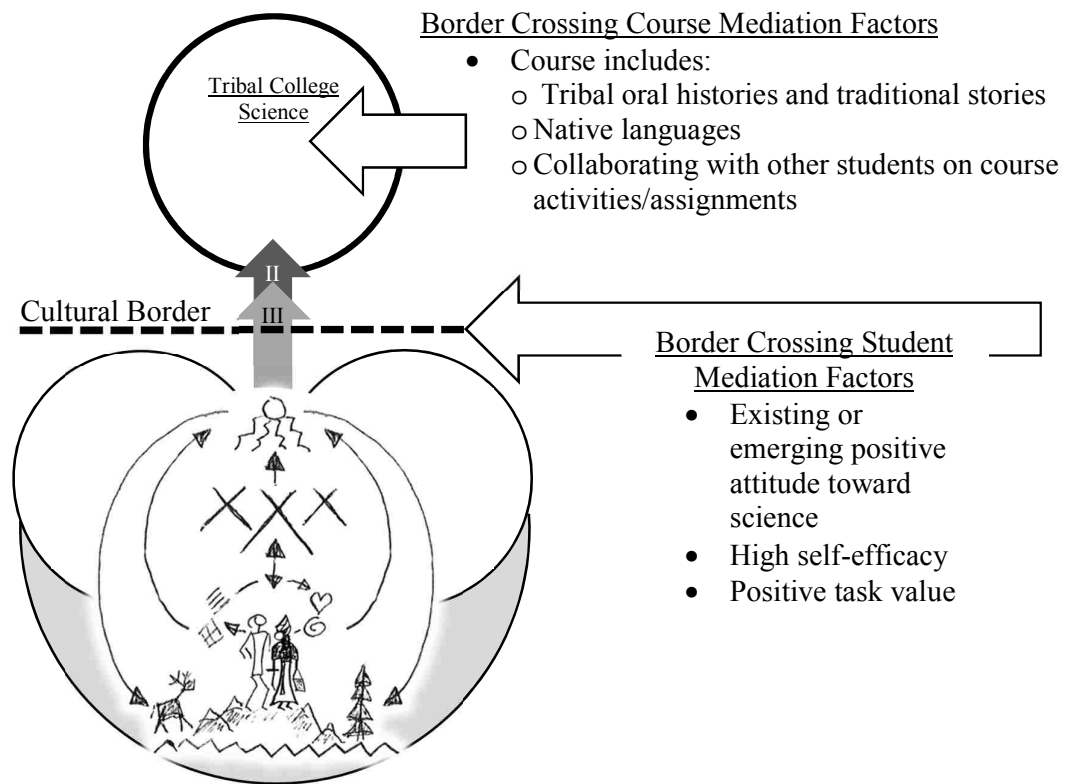 Border Crossing Course Mediation Factors
• Course includes:
o Tribal oral histories and traditional stories
o Native languages
o Collaborating with other students on course
activities/assignments
Tribal College
Science
II
III
Cultural Border
Border Crossing Student
Mediation Factors
• Existing or
emerging positive
attitude toward
science
• High self-efficacy
• Positive task value